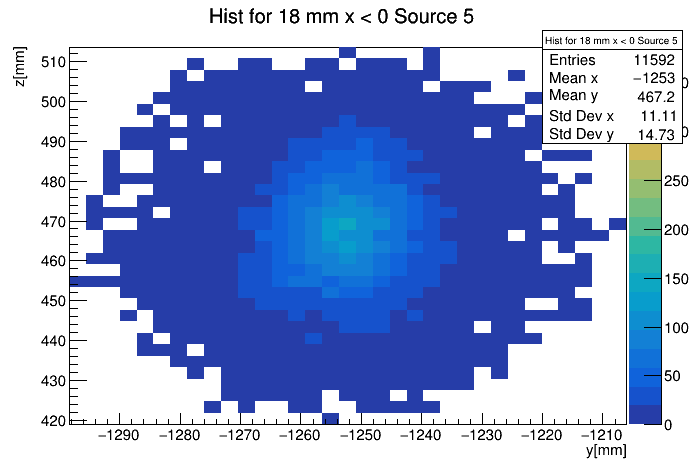 Hist for 18 mm x < 0 Source 5
Hist for 18 mm x < 0 Source 5
Entries 11592
Mean x −1253
Mean y 467.2
Std Dev x 11.11
Std Dev y 14.73
z[mm]
510
500
490
480
470
460
450
440
430
420
−1290 −1280 −1270 −1260 −1250 −1240 −1230 −1220 −1210
y[mm]
250
200
150
100
50
0